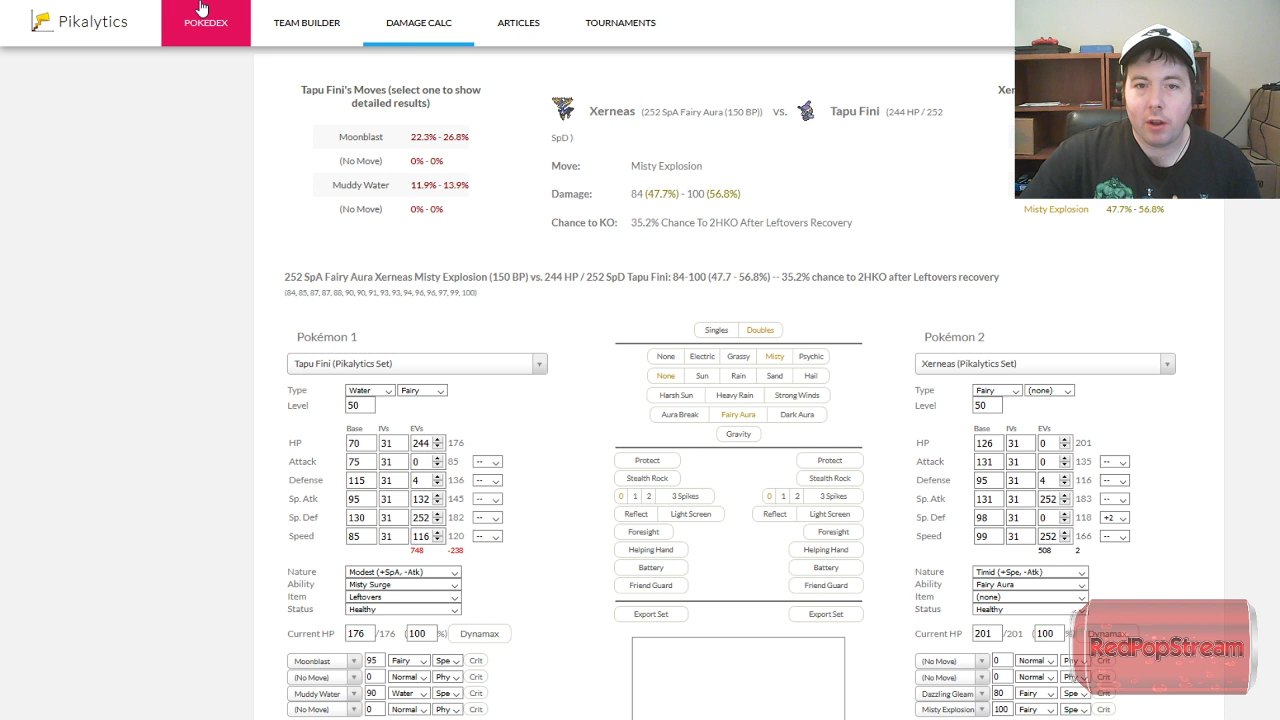 Pikalytics
POKEDEX
TEAM BUILDER
DAMAGE CALC
ARTICLES
TOURNAMENTS
Tapu Fini's Moves (select one to show
detailed results)
Moonblast 22.3% - 26.8%
(No Move) 0% - 0%
Muddy Water 11.9% - 13.9%
(No Move) 0% - 0%
Xerneas (252 SpA Fairy Aura (150 BP)) vs. Tapu Fini (244 HP / 252
SpD )
Move: Misty Explosion
Damage: 84 (47.7%) - 100 (56.8%)
Chance to KO: 35.2% Chance To 2HKO After Leftovers Recovery
Misty Explosion 47.7% - 56.8%
252 SpA Fairy Aura Xerneas Misty Explosion (150 BP) vs. 244 HP / 252 SpD Tapu Fini: 84-100 (47.7 - 56.8%) -- 35.2% chance to 2HKO after Leftovers recovery
(84, 85, 87, 87, 88, 90, 90, 91, 93, 93, 94, 96, 96, 97, 99, 100)
Pokémon 1
Tapu Fini (Pikalytics Set)
Type Water Fairy
Level 50
Base IVs EVs
HP 70 31 244 176
Attack 75 31 0 85 --
Defense 115 31 4 136 --
Sp. Atk 95 31 132 145 --
Sp. Def 130 31 252 182 --
Speed 85 31 116 120 --
748 -238
Nature Modest (+SpA, -Atk)
Ability Misty Surge
Item Leftovers
Status Healthy
Current HP 176 /176 (100 %) Dynamax
Moonblast 95 Fairy Spe Crit
(No Move) 0 Normal Phy Crit
Muddy Water 90 Water Spe Crit
(No Move) 0 Normal Phy Crit
Singles Doubles
None Electric Grassy Misty Psychic
None Sun Rain Sand Hail
Harsh Sun Heavy Rain Strong Winds
Aura Break Fairy Aura Dark Aura
Gravity
Protect Protect
Stealth Rock Stealth Rock
0 1 2 3 Spikes 0 1 2 3 Spikes
Reflect Light Screen Reflect Light Screen
Foresight Foresight
Helping Hand Helping Hand
Battery Battery
Friend Guard Friend Guard
Export Set Export Set
Pokémon 2
Xerneas (Pikalytics Set)
Type Fairy (none)
Level 50
Base IVs EVs
HP 126 31 0 201
Attack 131 31 0 135 --
Defense 95 31 4 116 --
Sp. Atk 131 31 252 183 --
Sp. Def 98 31 0 118 +2
Speed 99 31 252 166 --
508 2
Nature Timid (+Spe, -Atk)
Ability Fairy Aura
Item (none)
Status Healthy
Current HP 201 /201 (100 %) Dynamax
(No Move) 0 Normal Phy Crit
(No Move) 0 Normal Phy Crit
Dazzling Gleam 80 Fairy Spe Crit
Misty Explosion 100 Fairy Spe Crit
RedPopStream